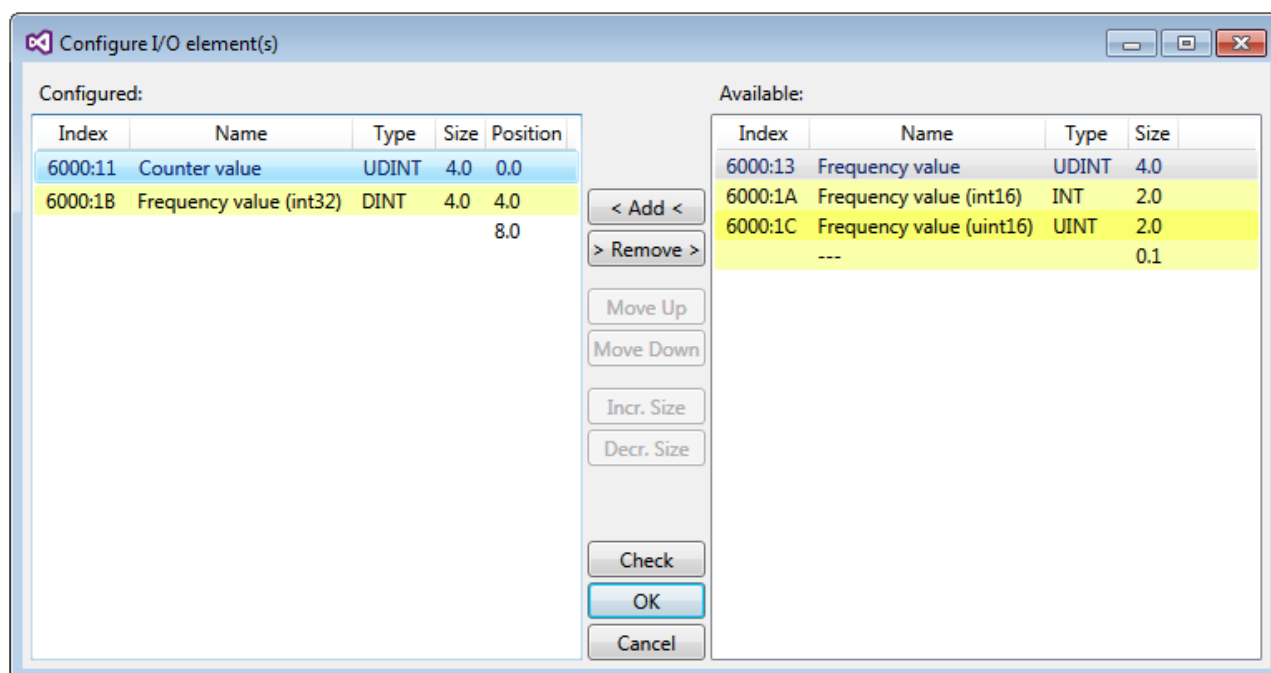 Configure I/O element(s)
Configured:
Index Name Type Size Position
6000:11 Counter value UDINT 4.0 0.0
6000:1B Frequency value (int32) DINT 4.0 4.0
8.0
< Add <
> Remove >
Move Up
Move Down
Incr. Size
Decr. Size
Check
OK
Cancel
Available:
Index Name Type Size
6000:13 Frequency value UDINT 4.0
6000:1A Frequency value (int16) INT 2.0
6000:1C Frequency value (uint16) UINT 2.0
--- 0.1